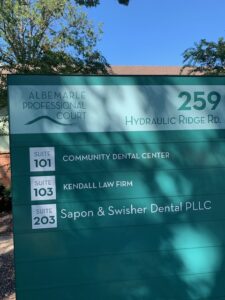 ALBEMARLE
PROFESSIONAL
COURT
259
HYDRAULIC RIDGE RD.
SUITE
101
COMMUNITY DENTAL CENTER
SUITE
103
KENDALL LAW FIRM
SUITE
203
Sapon & Swisher Dental PLLC